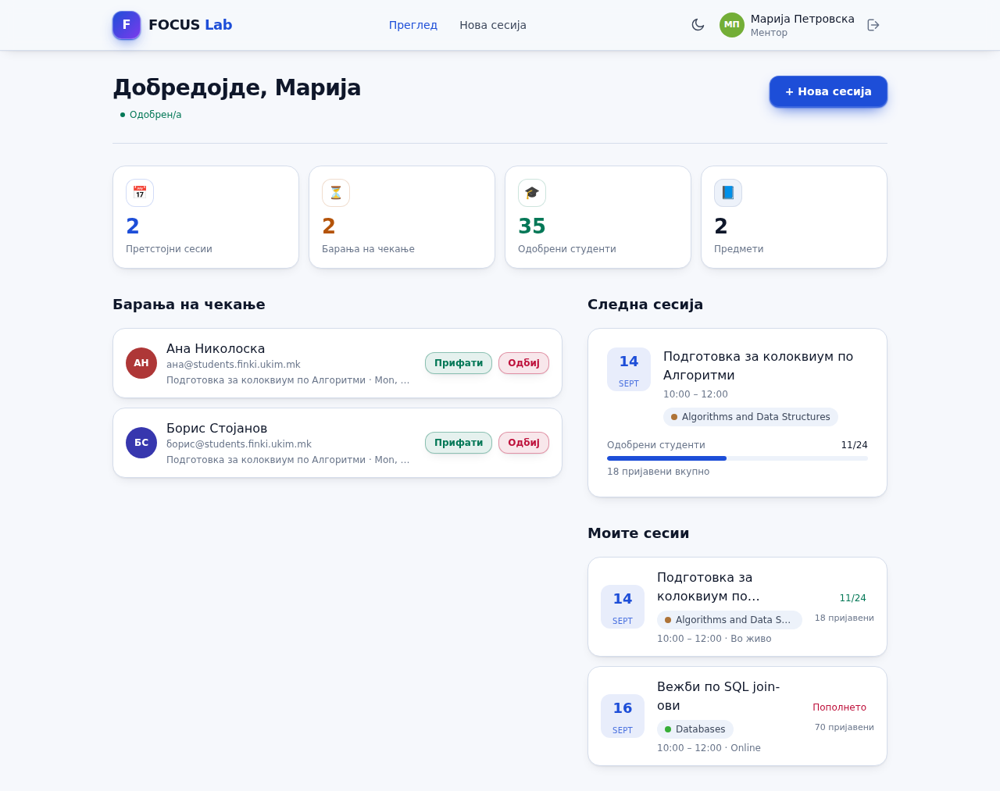 F FOCUS Lab
Преглед
Нова сесија
МП
Марија Петровска
Ментор
Добредојде, Марија
Одобрен/а
+ Нова сесија
2
Претстојни сесии
2
Барања на чекање
35
Одобрени студенти
2
Предмети
Барања на чекање
АН
Ана Николоска
ана@students.finki.ukim.mk
Подготовка за колоквиум по Алгоритми · Mon, …
Прифати
Одбиј
БС
Борис Стојанов
борис@students.finki.ukim.mk
Подготовка за колоквиум по Алгоритми · Mon, …
Прифати
Одбиј
Следна сесија
14
SEPT
Подготовка за колоквиум по
Алгоритми
10:00 – 12:00
Algorithms and Data Structures
Одобрени студенти
11/24
18 пријавени вкупно
Моите сесии
14
SEPT
Подготовка за
колоквиум по…
Algorithms and Data S…
10:00 – 12:00 · Во живо
11/24
18 пријавени
16
SEPT
Вежби по SQL join-
ови
Databases
10:00 – 12:00 · Online
Пополнето
70 пријавени